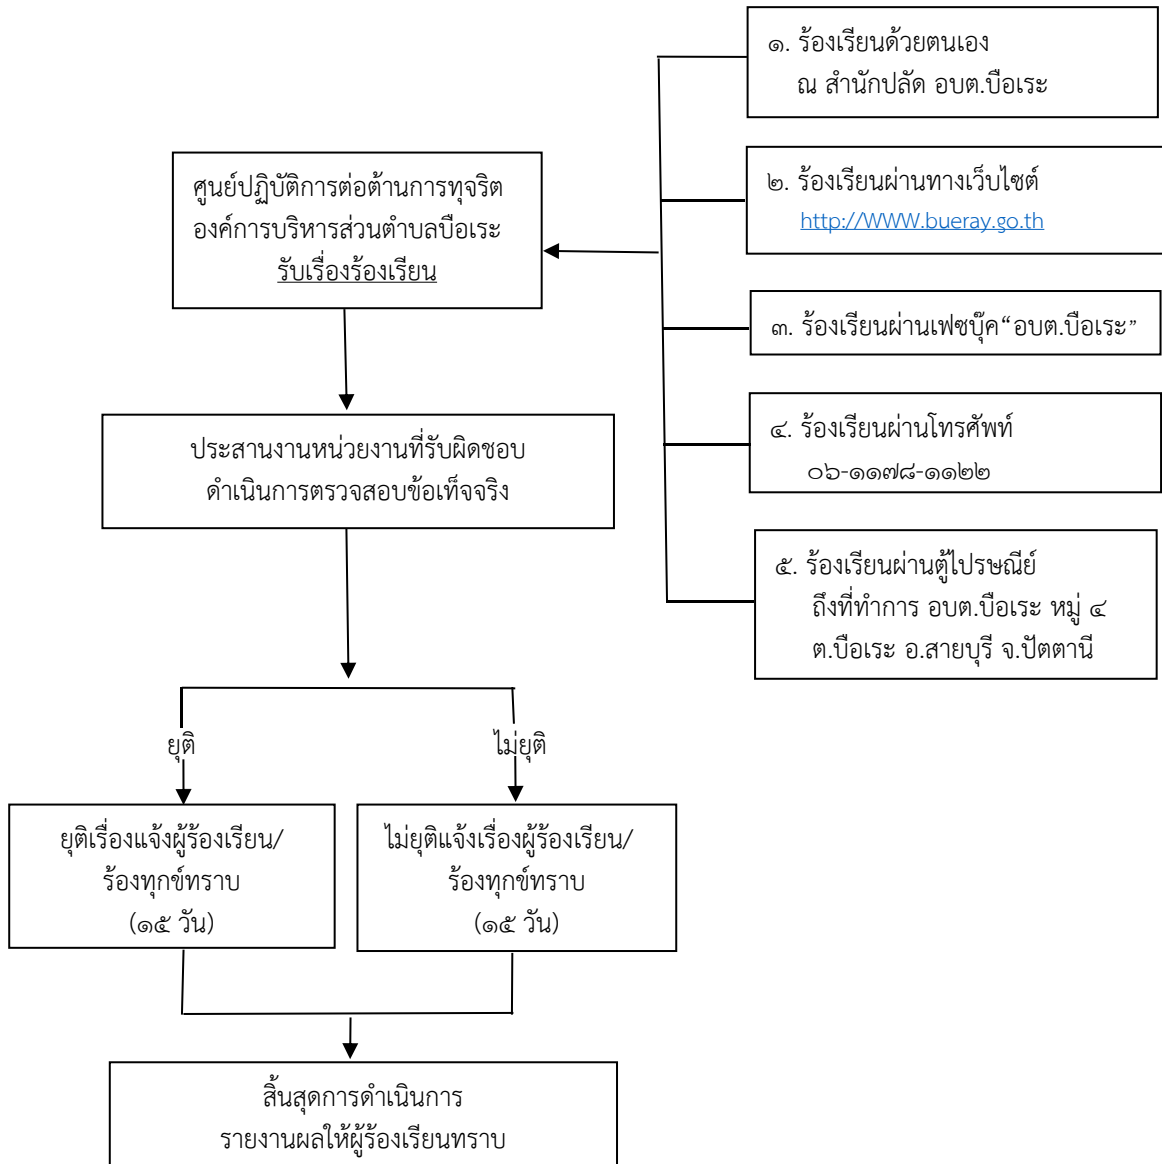 ๑. ร้องเรียนด้วยตนเอง
ณ สำนักปลัด อบต.บือเระ
๒. ร้องเรียนผ่านทางเว็บไซต์
http://WWW.bueray.go.th
๓. ร้องเรียนผ่านเฟซบุ๊ค“อบต.บือเระ”
๔. ร้องเรียนผ่านโทรศัพท์
๐๖-๑๑๗๘-๑๑๒๒
๕. ร้องเรียนผ่านตู้ไปรษณีย์
ถึงที่ทำการ อบต.บือเระ หมู่ ๔
ต.บือเระ อ.สายบุรี จ.ปัตตานี
ศูนย์ปฏิบัติการต่อต้านการทุจริต
องค์การบริหารส่วนตำบลบือเระ
รับเรื่องร้องเรียน
ประสานงานหน่วยงานที่รับผิดชอบ
ดำเนินการตรวจสอบข้อเท็จจริง
ยุติ
ไม่ยุติ
ยุติเรื่องแจ้งผู้ร้องเรียน/
ร้องทุกข์ทราบ
(๑๕ วัน)
ไม่ยุติแจ้งเรื่องผู้ร้องเรียน/
ร้องทุกข์ทราบ
(๑๕ วัน)
สิ้นสุดการดำเนินการ
รายงานผลให้ผู้ร้องเรียนทราบ